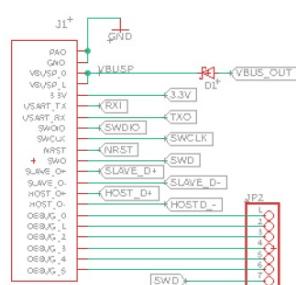 J1
GND
PAD
GND
VBUSP_O
VBUSP
VBUS_OUT
VBUSP_L
D1
3.3V
3.3V
USART_TX
RXI
USART_RX
TXO
SWDIO
SWDIO
SWCLK
SWCLK
NRST
NRST
SWO
SWD
SLAVE_D+
SLAVE_D+
SLAVE_D-
SLAVE_D-
HOST_D+
HOST_D+
HOST_D-
HOSTD_-
JP2
DEBUG_0
1
DEBUG_1
2
DEBUG_2
3
DEBUG_3
4
DEBUG_4
5
DEBUG_5
6
SWD
7